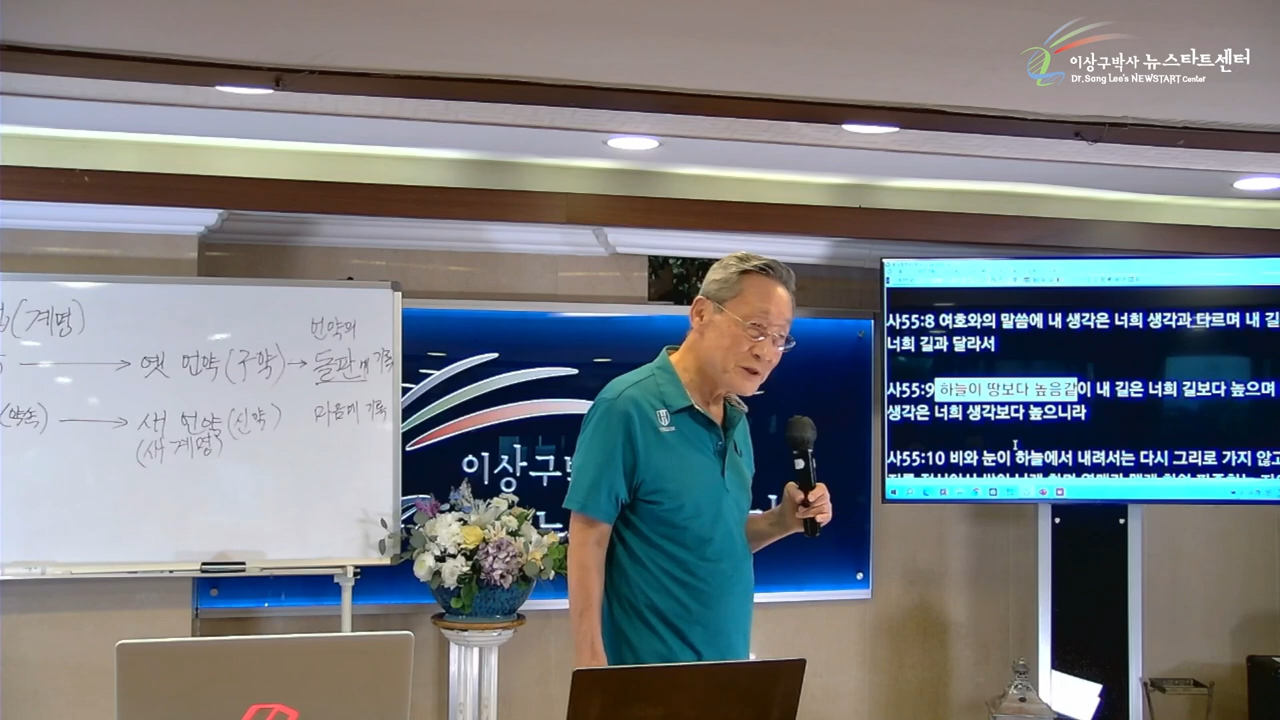 이상구박사 뉴스타트센터
Dr. Sang Lee's NEWSTART Center
(계명)
옛 언약(구약)
언약의
돌판에 기록
새 언약(신약)
(새 계명)
마음에 기록
이상구박
사55:8 여호와의 말씀에 내 생각은 너희 생각과 다르며 내 길
너희 길과 달라서
사55:9 하늘이 땅보다 높음같이 내 길은 너희 길보다 높으며
생각은 너희 생각보다 높으니라
사55:10 비와 눈이 하늘에서 내려서는 다시 그리로 가지 않고